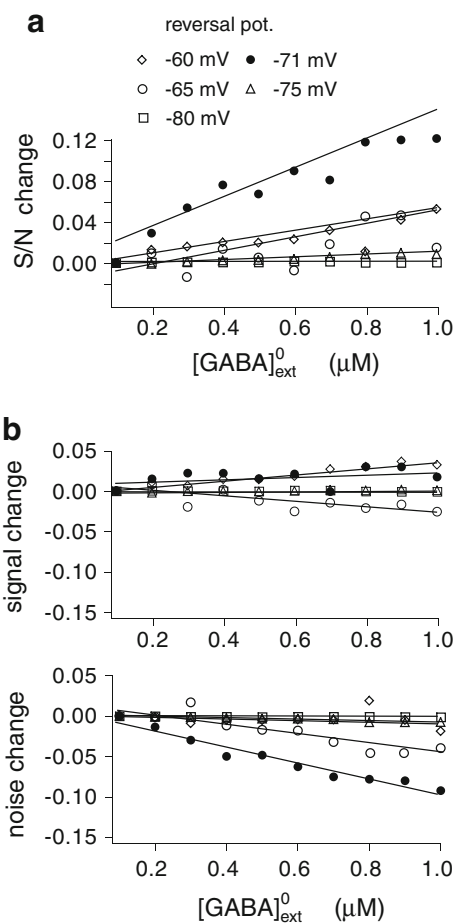 a
reversal pot.
-60 mV -71 mV
-65 mV -75 mV
-80 mV
S/N change
0.12
0.08
0.04
0.00
0.2 0.4 0.6 0.8 1.0
[GABA]⁰ext (μM)
b
signal change
0.05
0.00
-0.05
-0.10
-0.15
0.2 0.4 0.6 0.8 1.0
noise change
0.05
0.00
-0.05
-0.10
-0.15
0.2 0.4 0.6 0.8 1.0
[GABA]⁰ext (μM)